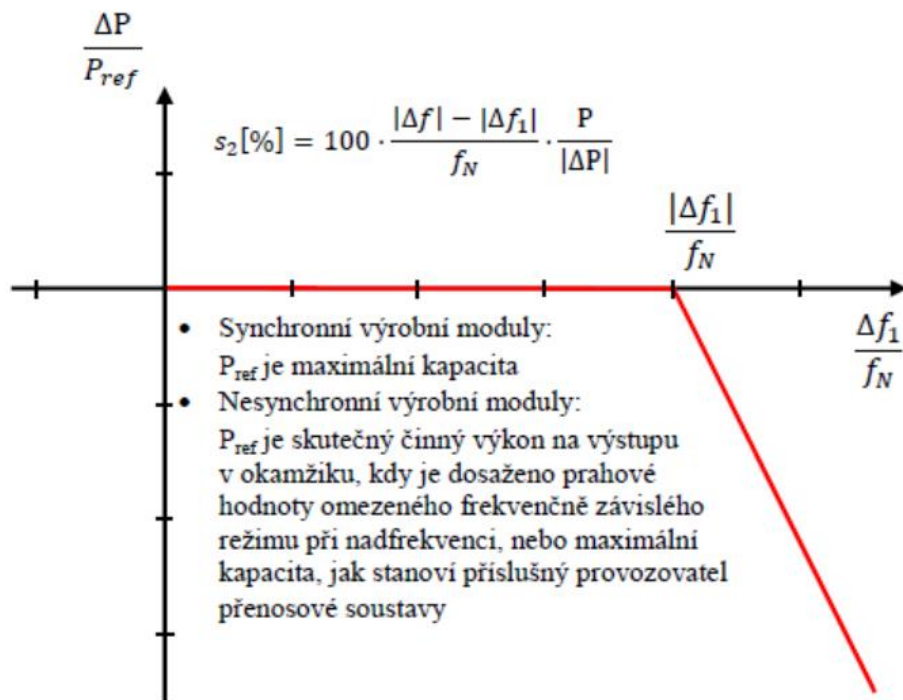 ΔP
P_ref
s₂[%] = 100 · (|Δf| − |Δf₁|)/f_N · P/|ΔP|
|Δf₁|
f_N
Δf₁
f_N
• Synchronní výrobní moduly:
P_ref je maximální kapacita
• Nesynchronní výrobní moduly:
P_ref je skutečný činný výkon na výstupu
v okamžiku, kdy je dosaženo prahové
hodnoty omezeného frekvenčně závislého
režimu při nadfrekvenci, nebo maximální
kapacita, jak stanoví příslušný provozovatel
přenosové soustavy